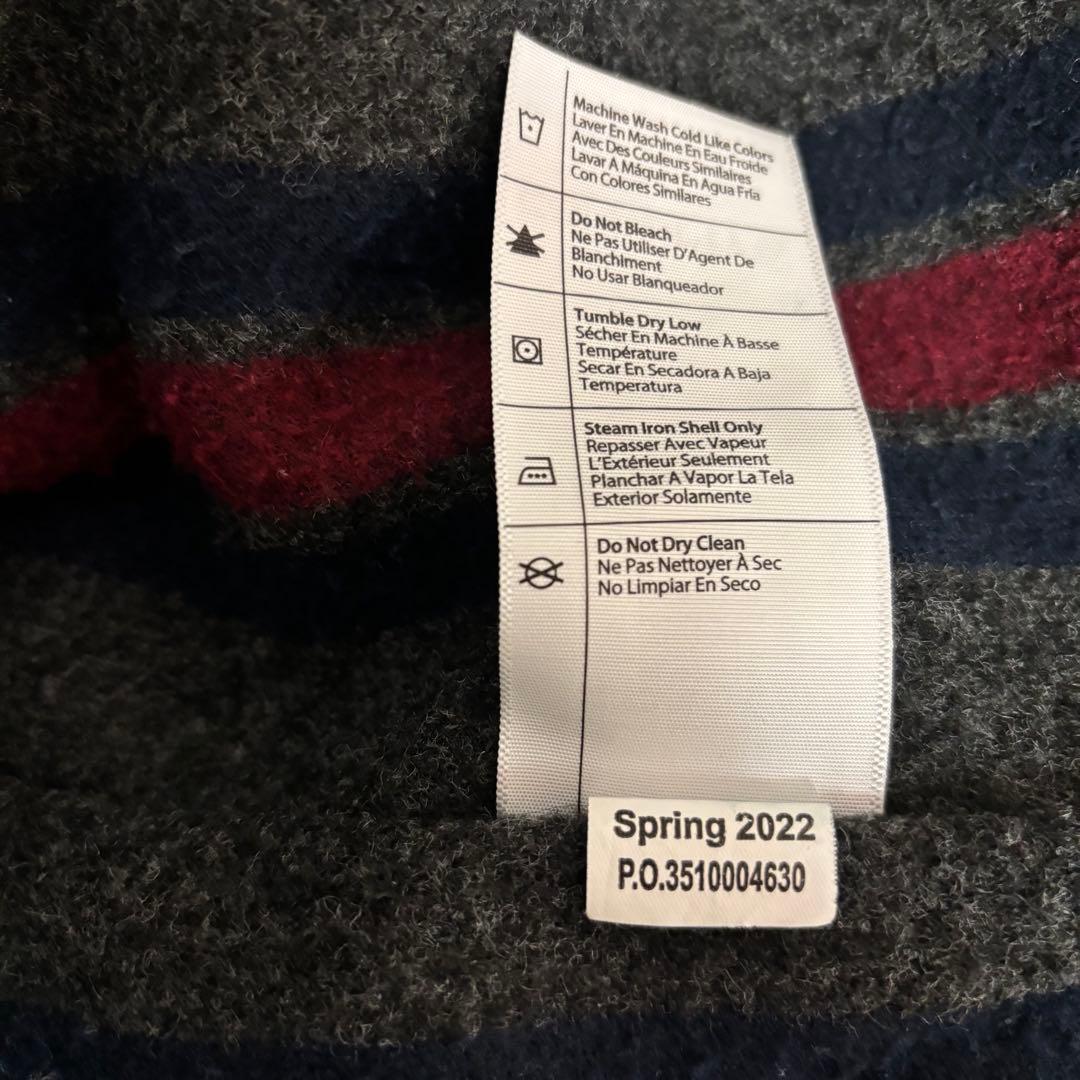 Machine Wash Cold Like Colors
Laver En Machine En Eau Froide
Avec Des Couleurs Similaires
Lavar A Máquina En Agua Fría
Con Colores Similares
Do Not Bleach
Ne Pas Utiliser D'Agent De
Blanchiment
No Usar Blanqueador
Tumble Dry Low
Sécher En Machine À Basse
Température
Secar En Secadora A Baja
Temperatura
Steam Iron Shell Only
Repasser Avec Vapeur
L'Extérieur Seulement
Planchar A Vapor La Tela
Exterior Solamente
Do Not Dry Clean
Ne Pas Nettoyer À Sec
No Limpiar En Seco
Spring 2022
P.O.3510004630